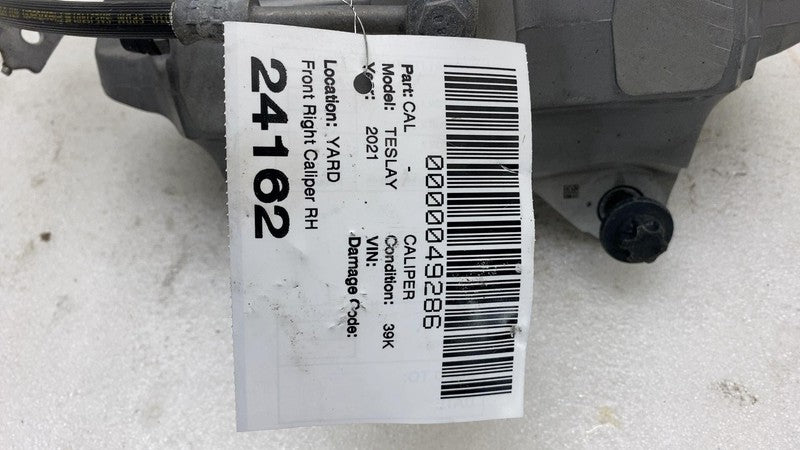 0000049286
Part: CAL - CALIPER
Model: TESLAY Condition: 39K
Year: 2021 VIN:
Damage Code:
Location: YARD
Front Right Caliper RH
24162